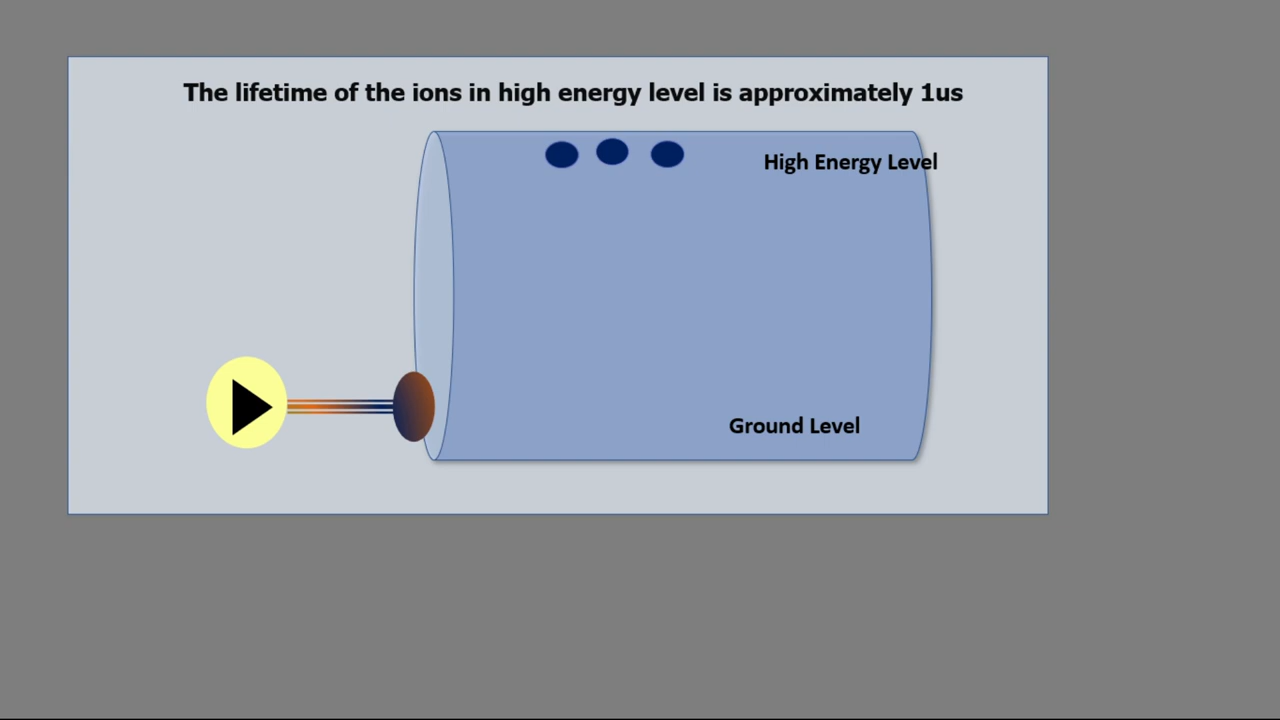 The lifetime of the ions in high energy level is approximately 1us
High Energy Level
Ground Level